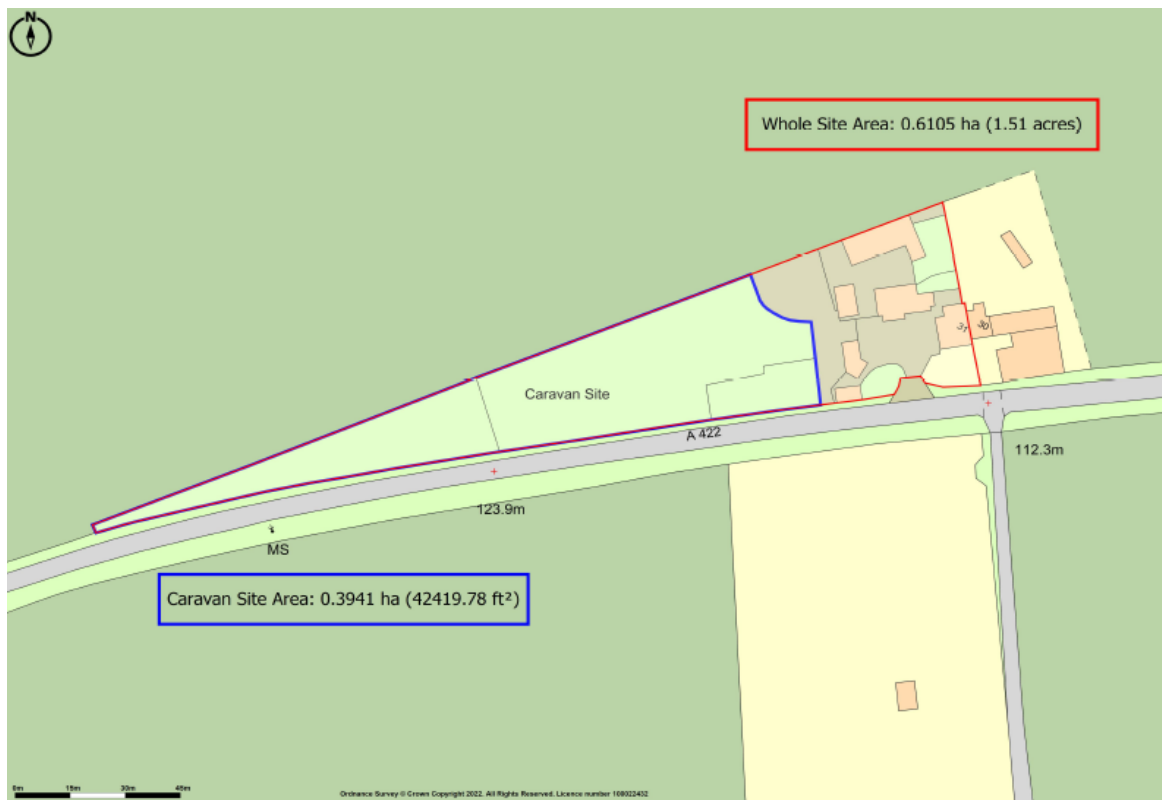 N
Whole Site Area: 0.6105 ha (1.51 acres)
31 30
Caravan Site
A 422
112.3m
123.9m
MS
Caravan Site Area: 0.3941 ha (42419.78 ft²)
0m 15m 30m 45m
Ordnance Survey © Crown Copyright 2022. All Rights Reserved. Licence number 100022432